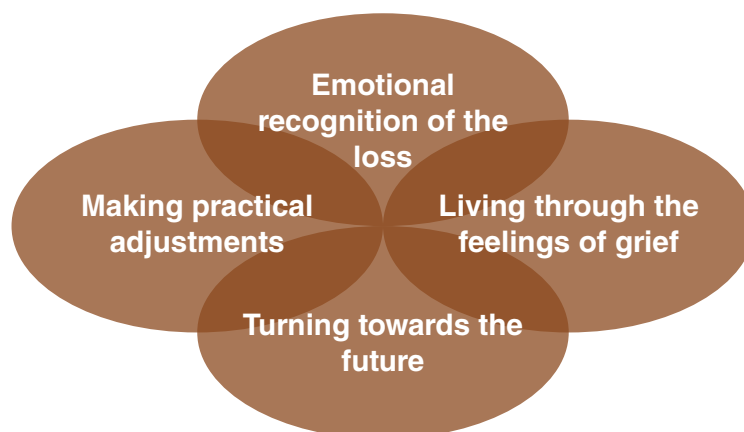 Emotional
recognition of the
loss
Making practical
adjustments
Living through the
feelings of grief
Turning towards the
future